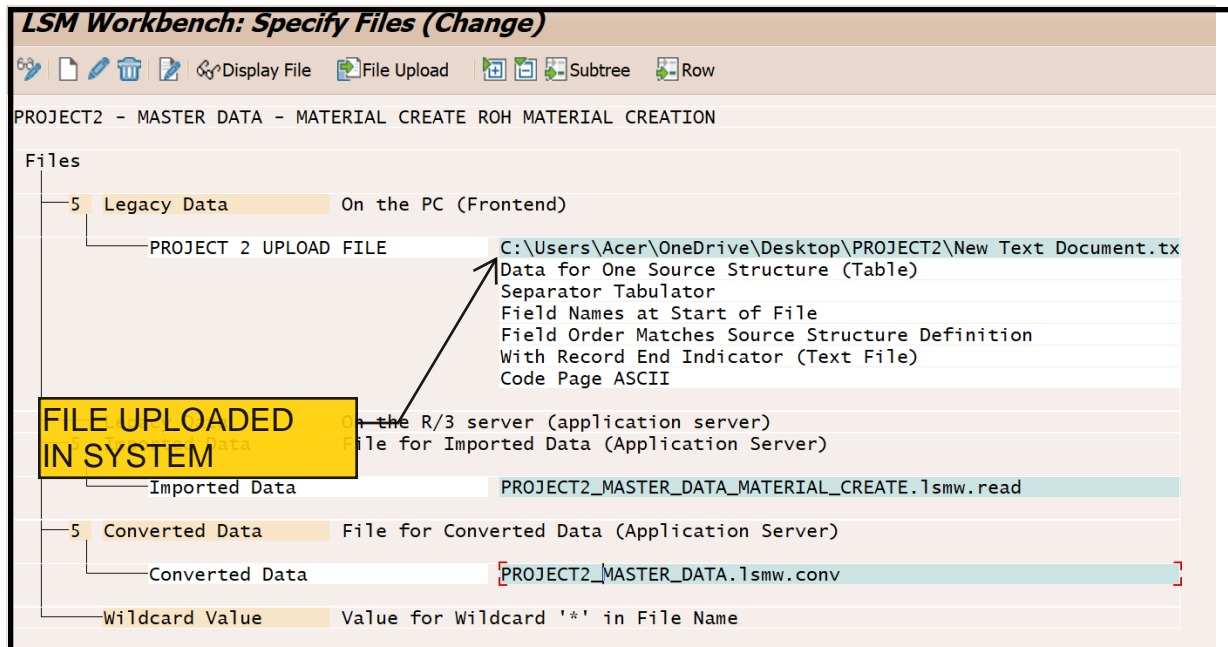 LSM Workbench: Specify Files (Change)
Display File File Upload Subtree Row
PROJECT2 - MASTER DATA - MATERIAL CREATE ROH MATERIAL CREATION
Files
5 Legacy Data On the PC (Frontend)
PROJECT 2 UPLOAD FILE C:\Users\Acer\OneDrive\Desktop\PROJECT2\New Text Document.tx
Data for One Source Structure (Table)
Separator Tabulator
Field Names at Start of File
Field Order Matches Source Structure Definition
With Record End Indicator (Text File)
Code Page ASCII
FILE UPLOADED
IN SYSTEM
On the R/3 server (application server)
File for Imported Data (Application Server)
Imported Data PROJECT2_MASTER_DATA_MATERIAL_CREATE.lsmw.read
5 Converted Data File for Converted Data (Application Server)
Converted Data PROJECT2_MASTER_DATA.lsmw.conv
Wildcard Value Value for Wildcard '*' in File Name